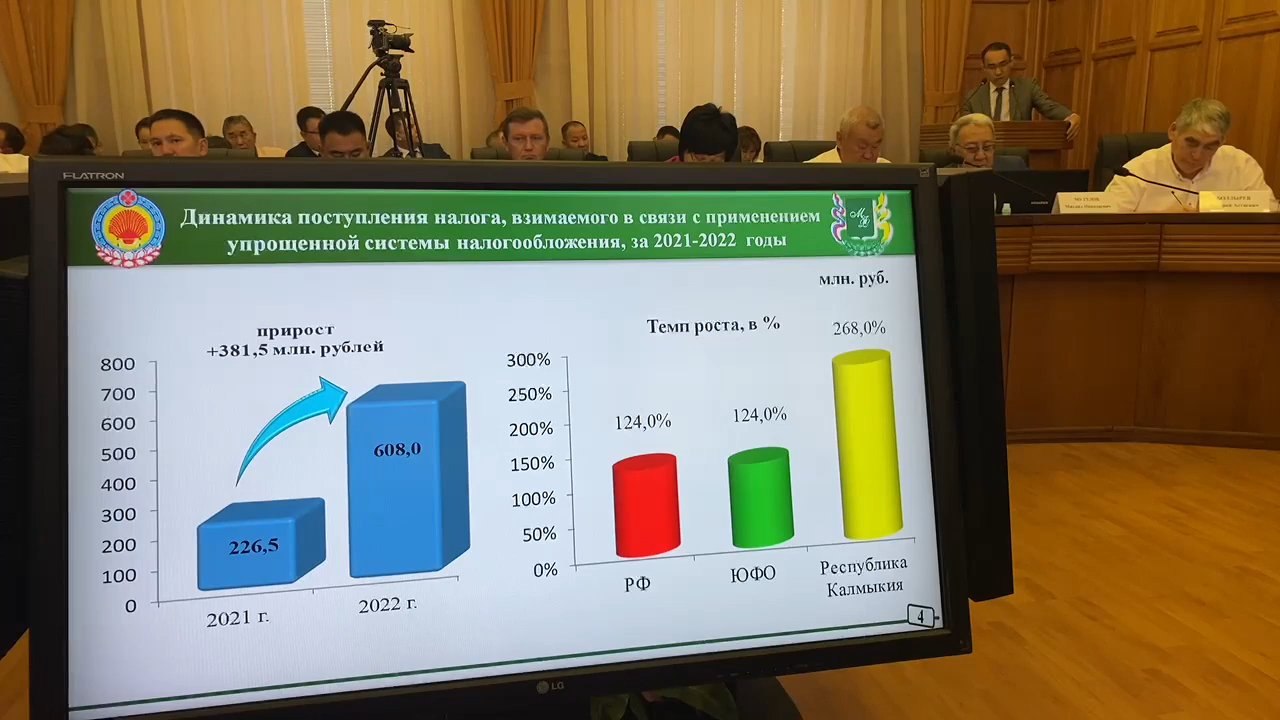 FLATRON
Динамика поступления налога, взимаемого в связи с применением
упрощенной системы налогообложения, за 2021-2022 годы
млн. руб.
прирост
+381,5 млн. рублей
800
700
600
500
400
300
200
100
0
226,5
608,0
2021 г.
2022 г.
Темп роста, в %
300%
250%
200%
150%
100%
50%
0%
124,0%
124,0%
268,0%
РФ
ЮФО
Республика
Калмыкия
4
LG